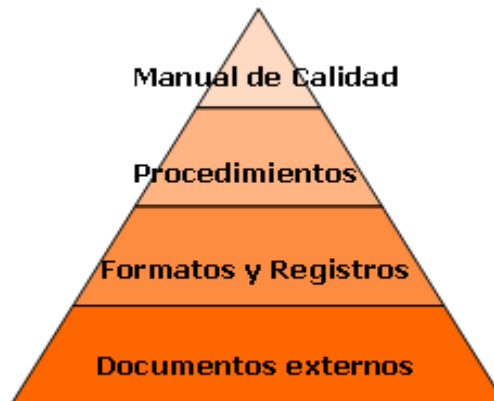 Manual de Calidad
Procedimientos
Formatos y Registros
Documentos externos